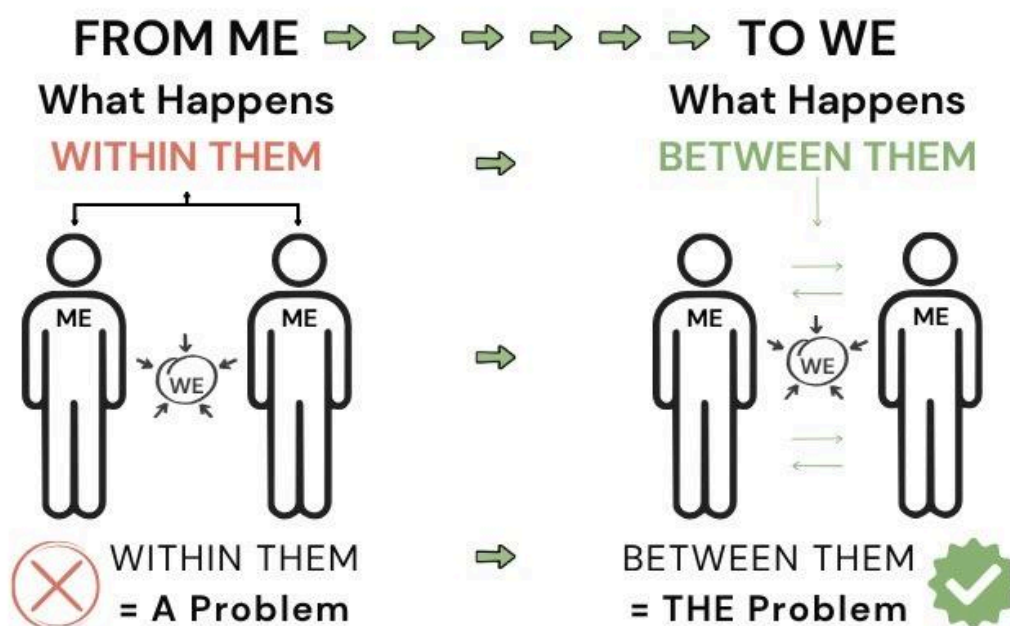 FROM ME
TO WE
What Happens
WITHIN THEM
What Happens
BETWEEN THEM
ME
ME
WE
ME
ME
WE
WITHIN THEM
= A Problem
BETWEEN THEM
= THE Problem